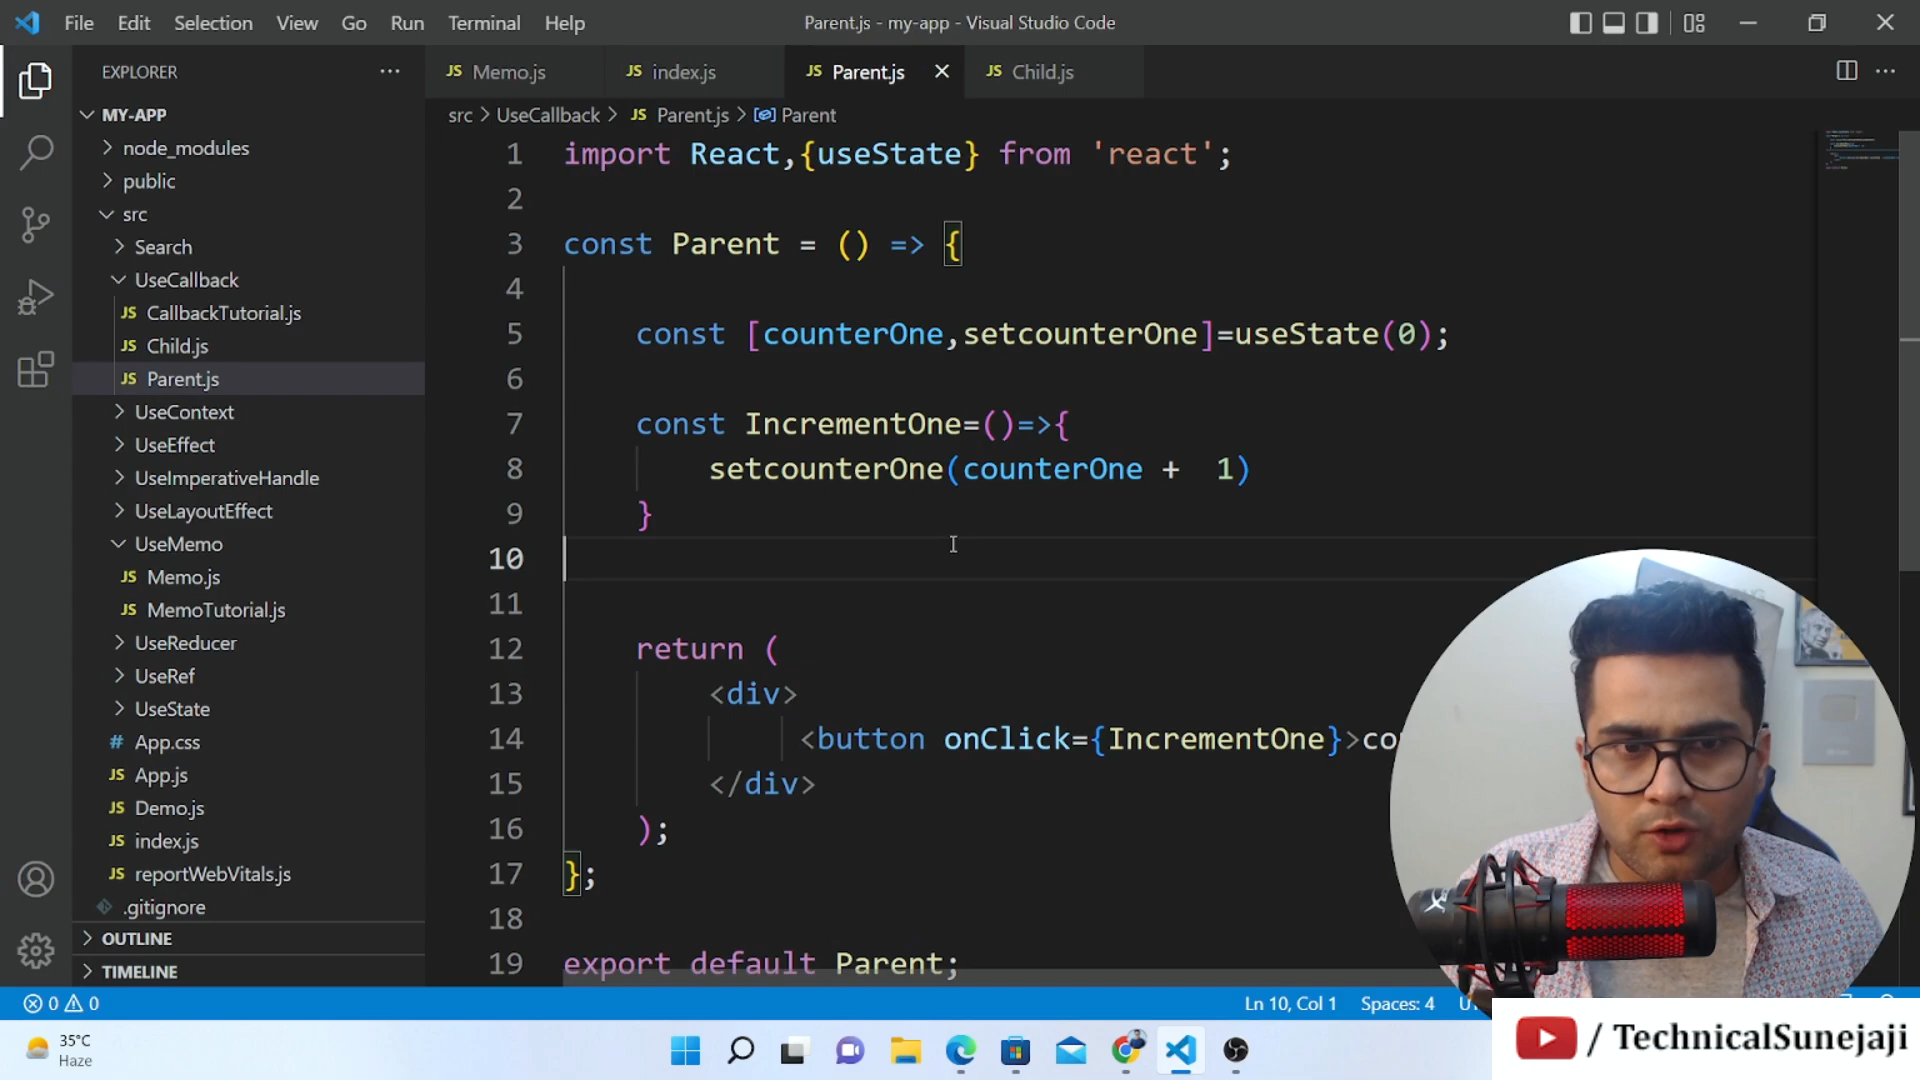 File Edit Selection View Go Run Terminal Help
Parent.js - my-app - Visual Studio Code
EXPLORER
MY-APP
node_modules
public
src
Search
UseCallback
JS CallbackTutorial.js
JS Child.js
JS Parent.js
UseContext
UseEffect
UseImperativeHandle
UseLayoutEffect
UseMemo
JS Memo.js
JS MemoTutorial.js
UseReducer
UseRef
UseState
# App.css
JS App.js
JS Demo.js
JS index.js
JS reportWebVitals.js
.gitignore
OUTLINE
TIMELINE
JS Memo.js JS index.js JS Parent.js JS Child.js
src > UseCallback > JS Parent.js > Parent
1 import React,{useState} from 'react';
2
3 const Parent = () => {
4
5 const [counterOne,setcounterOne]=useState(0);
6
7 const IncrementOne=()=>{
8 setcounterOne(counterOne + 1)
9 }
10
11
12 return (
13 <div>
14 <button onClick={IncrementOne}>co
15 </div>
16 );
17 };
18
19 export default Parent;
0 0
Ln 10, Col 1 Spaces: 4
35°C
Haze
/ TechnicalSunejaji